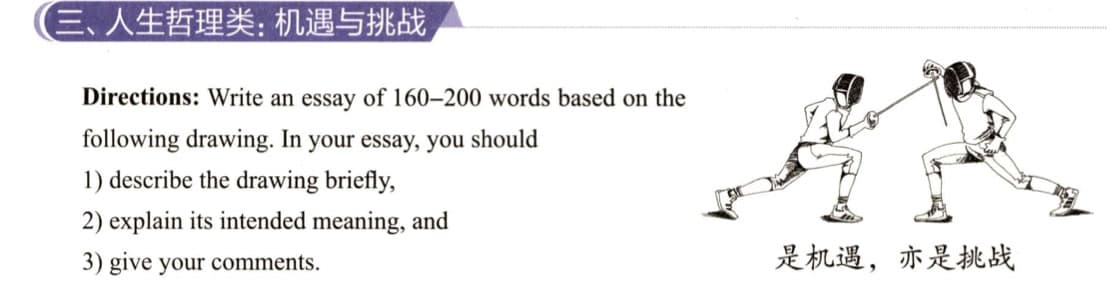 三、人生哲理类：机遇与挑战
Directions: Write an essay of 160–200 words based on the
following drawing. In your essay, you should
1) describe the drawing briefly,
2) explain its intended meaning, and
3) give your comments.
是机遇，亦是挑战